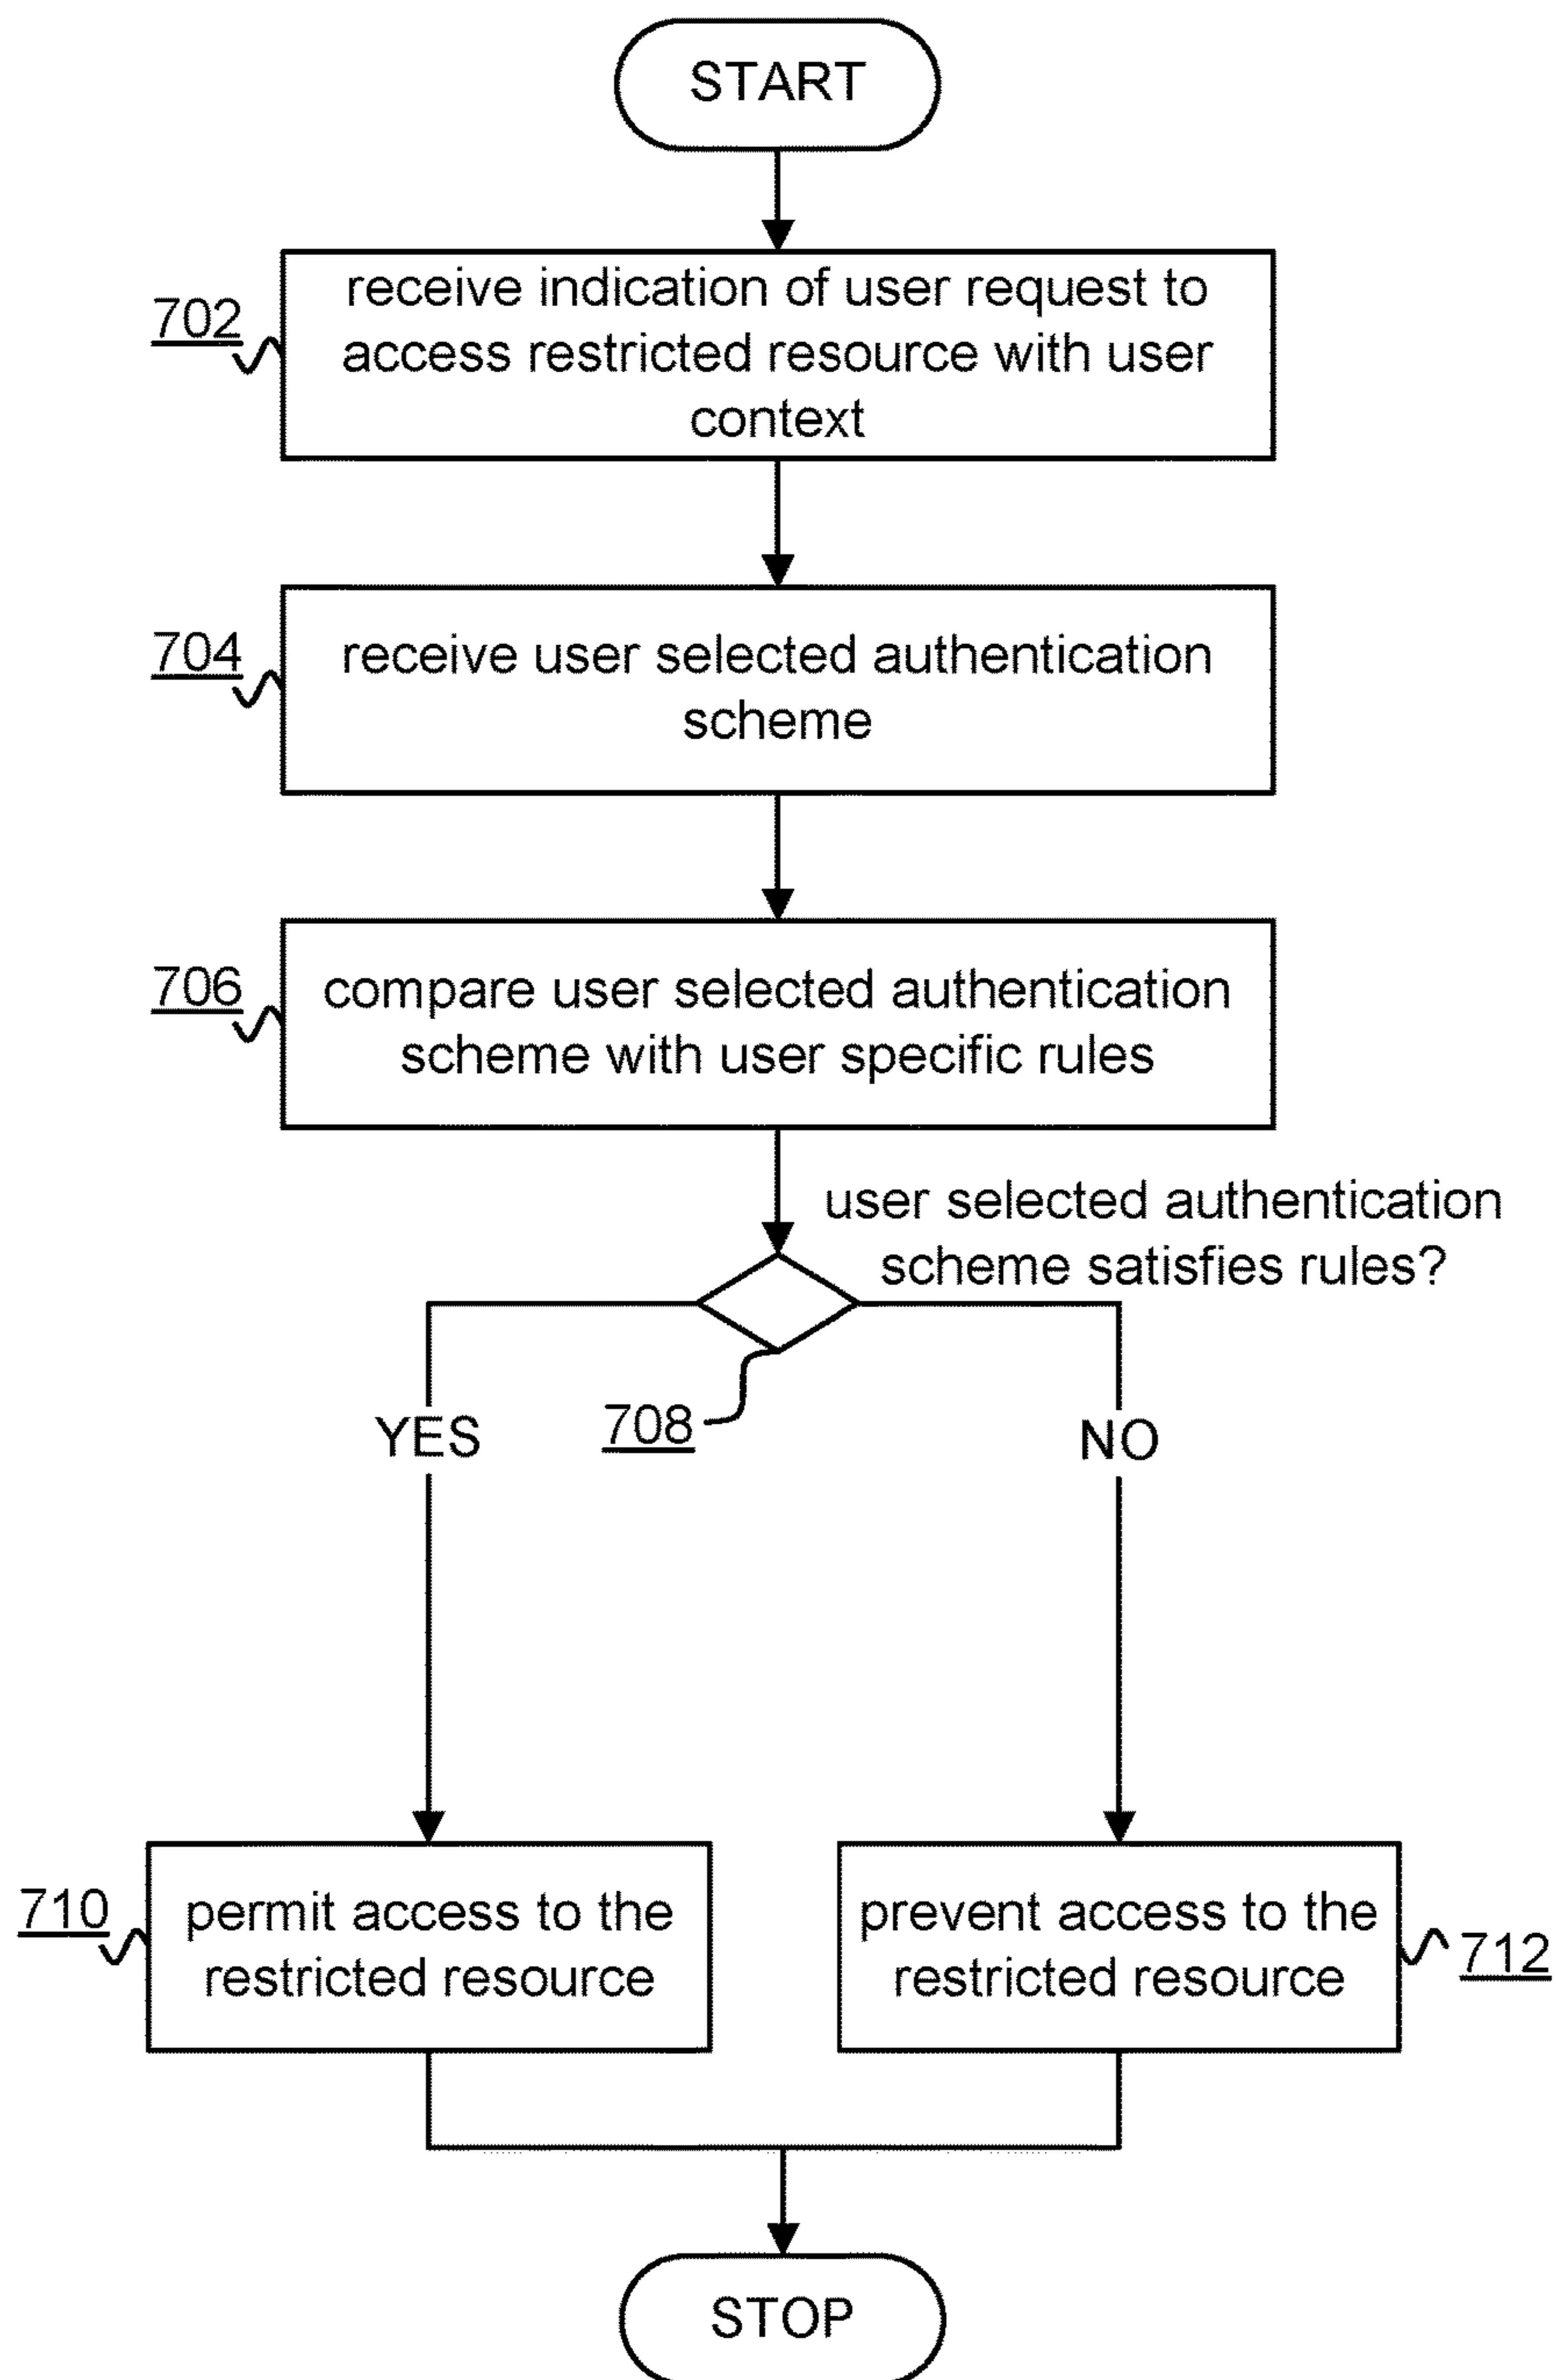 START
702
receive indication of user request to
access restricted resource with user
context
704
receive user selected authentication
scheme
706
compare user selected authentication
scheme with user specific rules
user selected authentication
scheme satisfies rules?
708
YES
NO
710
permit access to the
restricted resource
prevent access to the
restricted resource
712
STOP